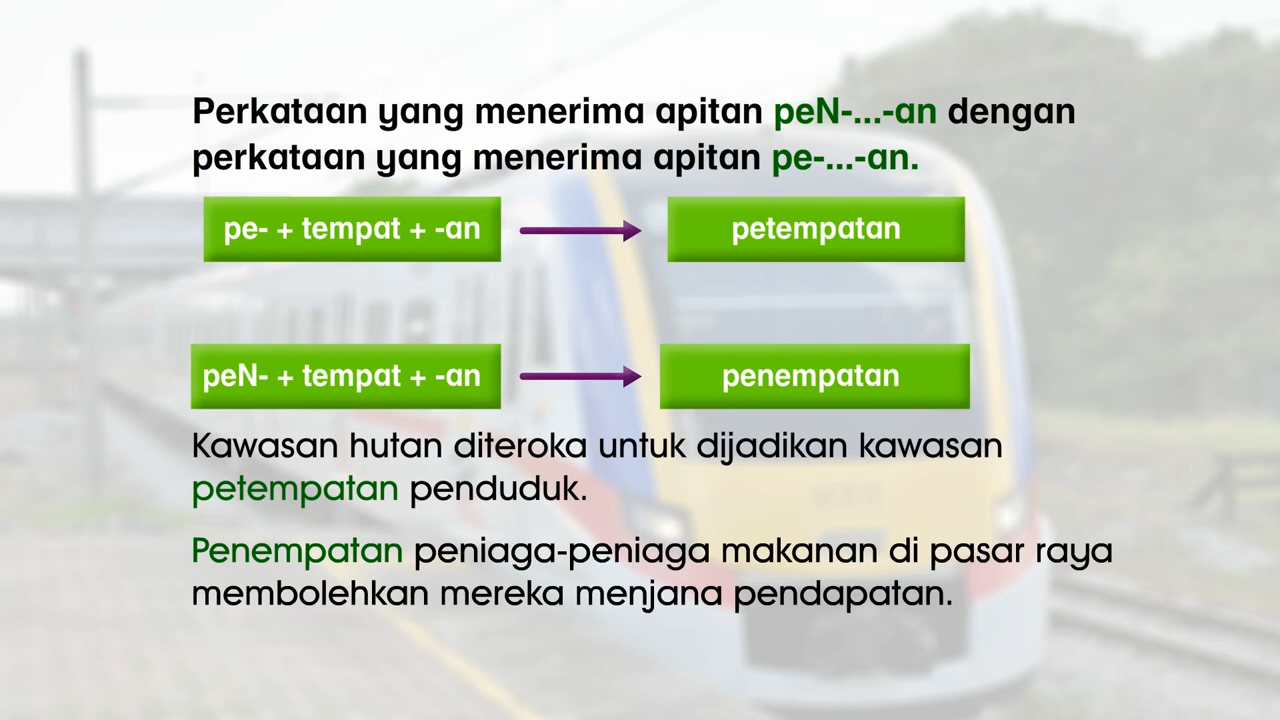 Perkataan yang menerima apitan peN-...-an dengan
perkataan yang menerima apitan pe-...-an.
pe- + tempat + -an
petempatan
peN- + tempat + -an
penempatan
Kawasan hutan diteroka untuk dijadikan kawasan
petempatan penduduk.
Penempatan peniaga-peniaga makanan di pasar raya
membolehkan mereka menjana pendapatan.